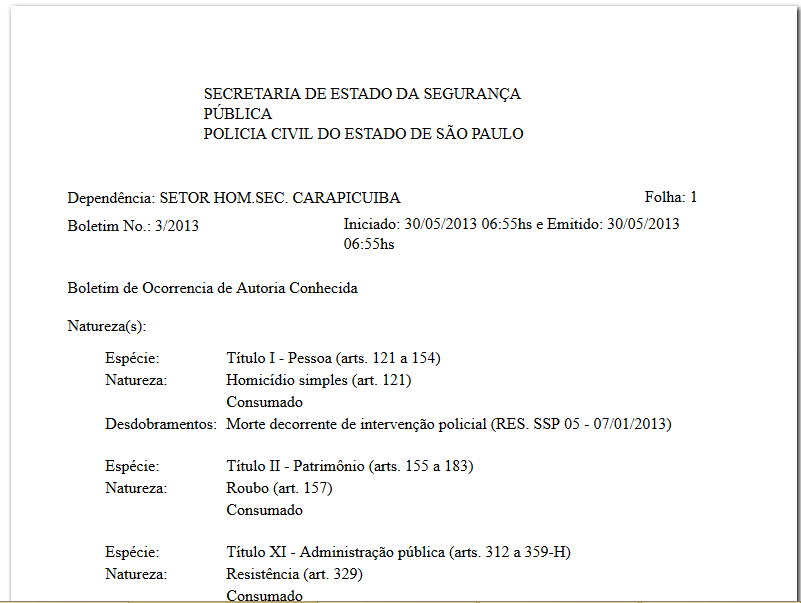 SECRETARIA DE ESTADO DA SEGURANÇA
PÚBLICA
POLICIA CIVIL DO ESTADO DE SÃO PAULO
Dependência: SETOR HOM.SEC. CARAPICUIBA Folha: 1
Boletim No.: 3/2013 Iniciado: 30/05/2013 06:55hs e Emitido: 30/05/2013
06:55hs
Boletim de Ocorrencia de Autoria Conhecida
Natureza(s):
Espécie: Título I - Pessoa (arts. 121 a 154)
Natureza: Homicídio simples (art. 121)
Consumado
Desdobramentos: Morte decorrente de intervenção policial (RES. SSP 05 - 07/01/2013)
Espécie: Título II - Patrimônio (arts. 155 a 183)
Natureza: Roubo (art. 157)
Consumado
Espécie: Título XI - Administração pública (arts. 312 a 359-H)
Natureza: Resistência (art. 329)
Consumado